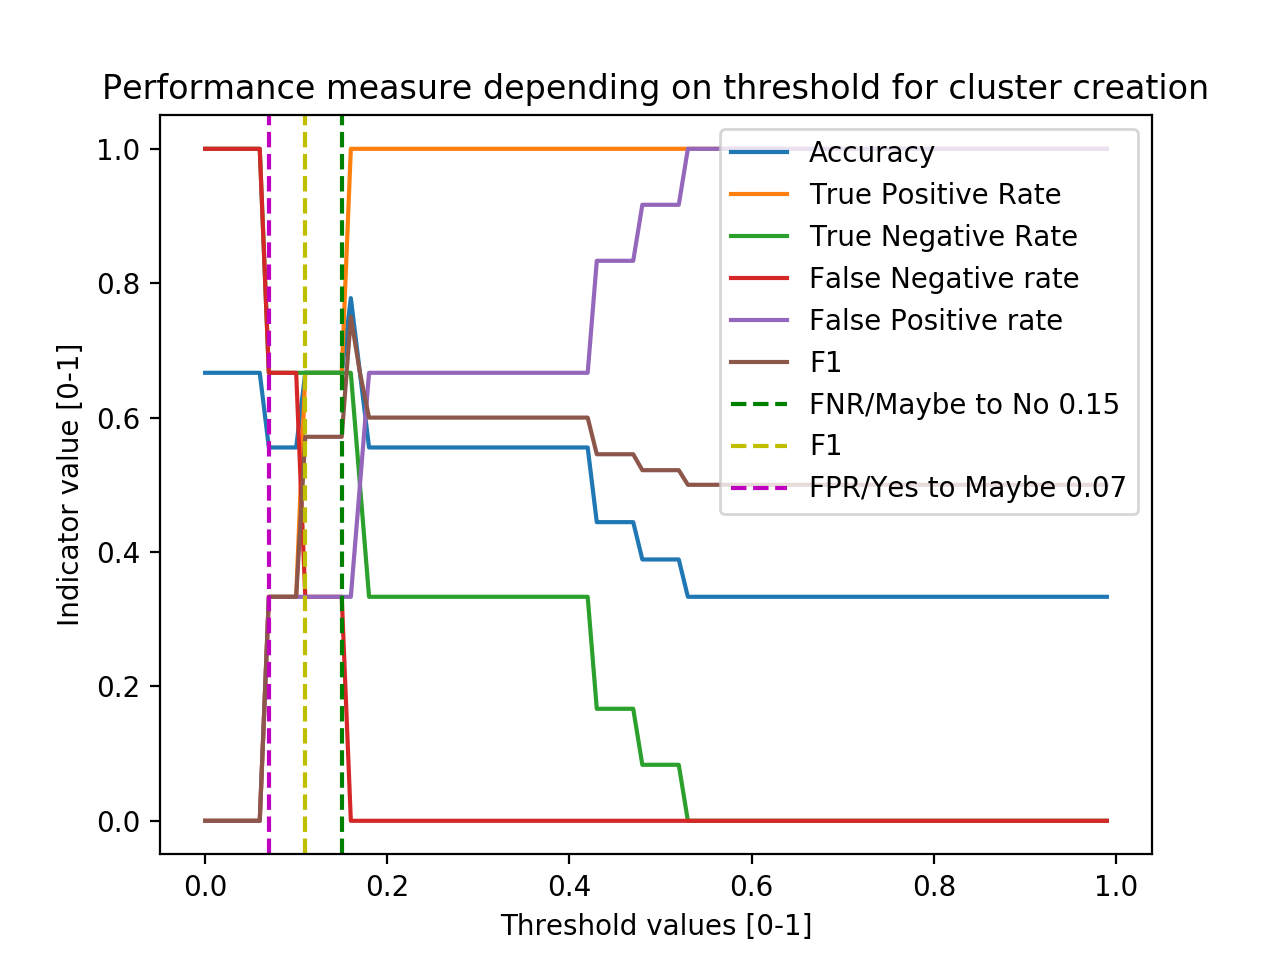 Performance measure depending on threshold for cluster creation
Indicator value [0-1]
1.0
0.8
0.6
0.4
0.2
0.0
Accuracy
True Positive Rate
True Negative Rate
False Negative rate
False Positive rate
F1
FNR/Maybe to No 0.15
F1
FPR/Yes to Maybe 0.07
0.0 0.2 0.4 0.6 0.8 1.0
Threshold values [0-1]